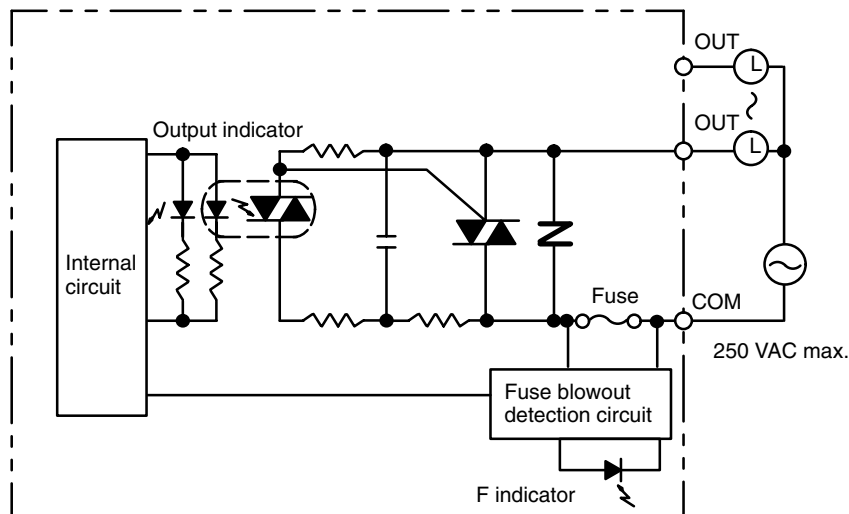 OUT
L
Output indicator
OUT
L
Internal
circuit
Fuse
COM
250 VAC max.
Fuse blowout
detection circuit
F indicator